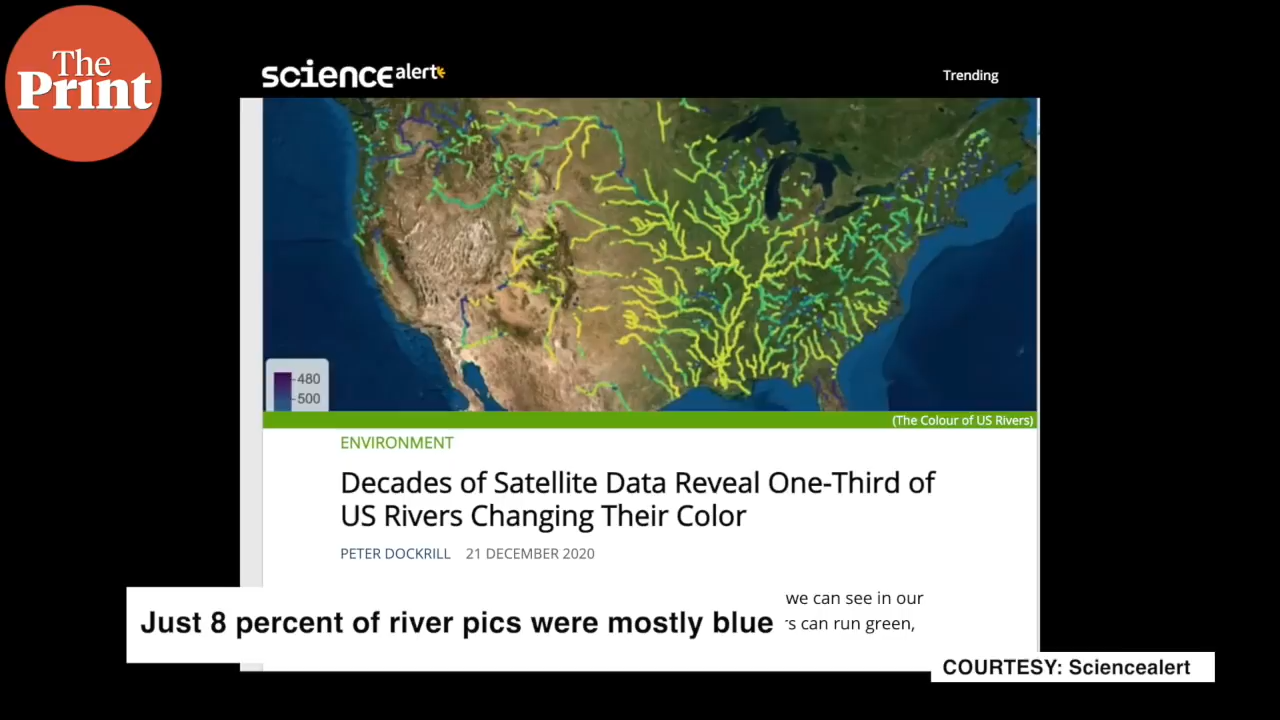 The
Print
sciencealert
Trending
480
500
(The Colour of US Rivers)
ENVIRONMENT
Decades of Satellite Data Reveal One-Third of
US Rivers Changing Their Color
PETER DOCKRILL 21 DECEMBER 2020
we can see in our
Just 8 percent of river pics were mostly blue
rs can run green,
COURTESY: Sciencealert